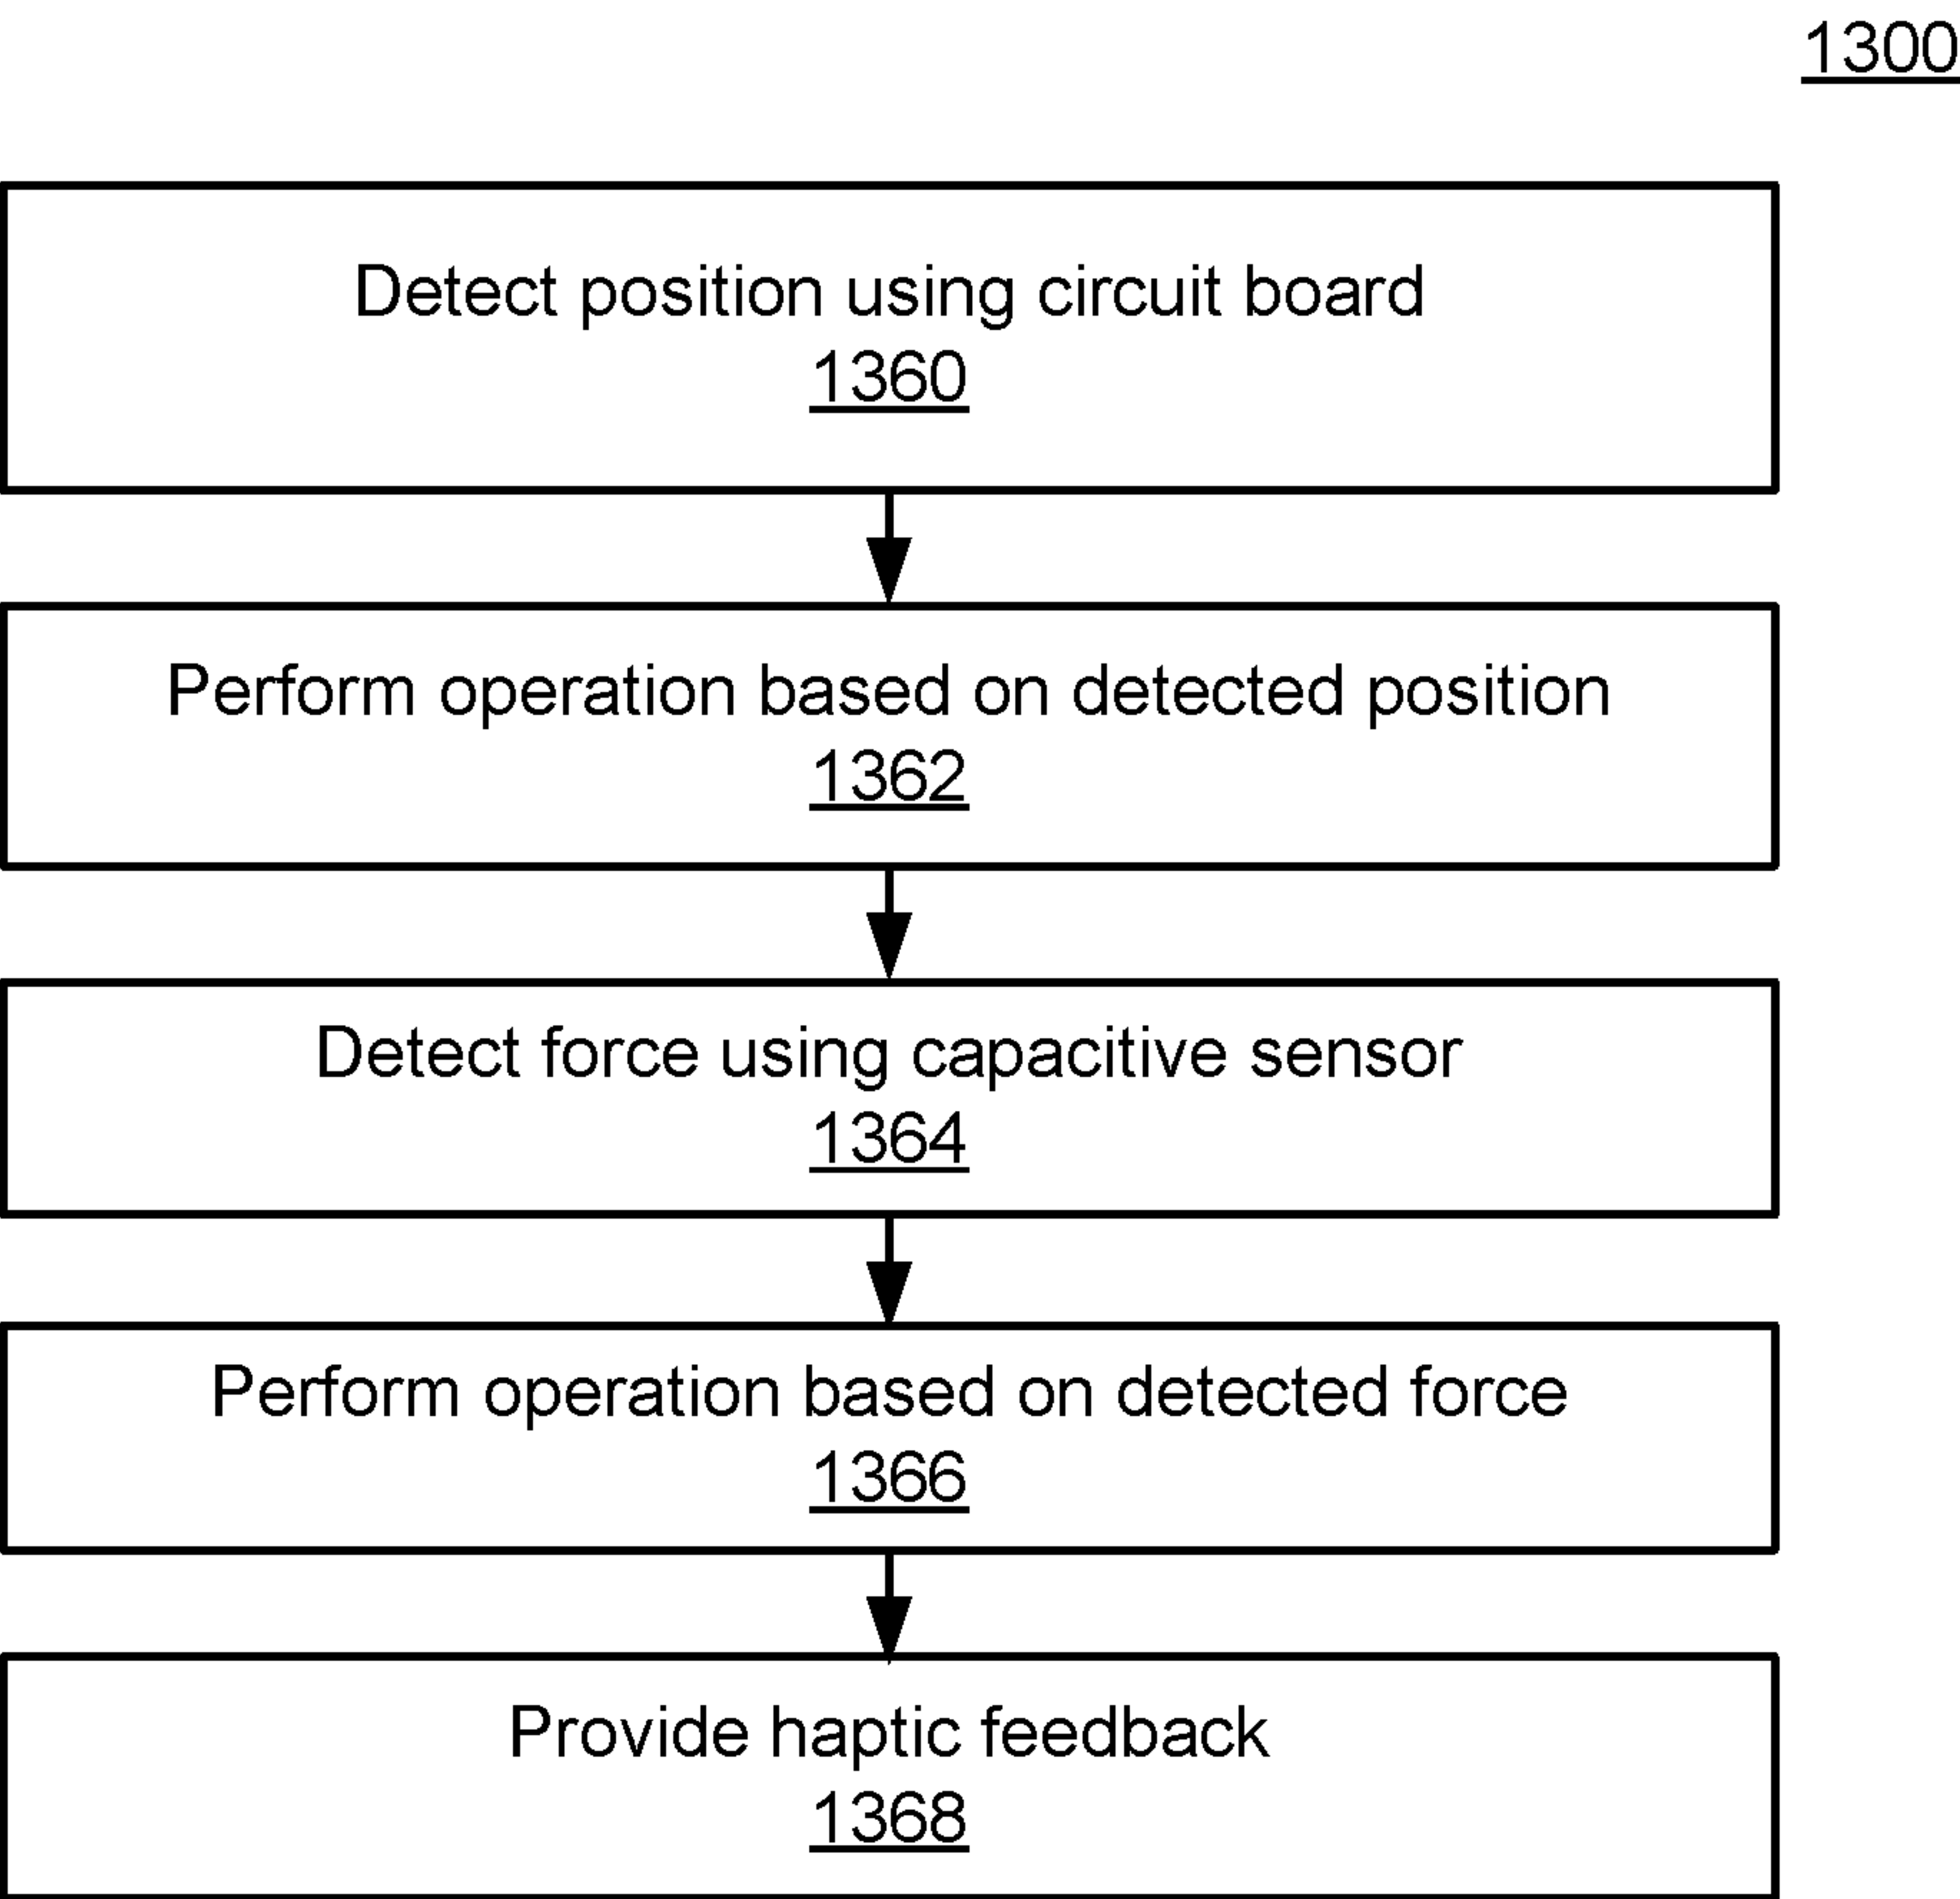 1300
Detect position using circuit board
1360
Perform operation based on detected position
1362
Detect force using capacitive sensor
1364
Perform operation based on detected force
1366
Provide haptic feedback
1368